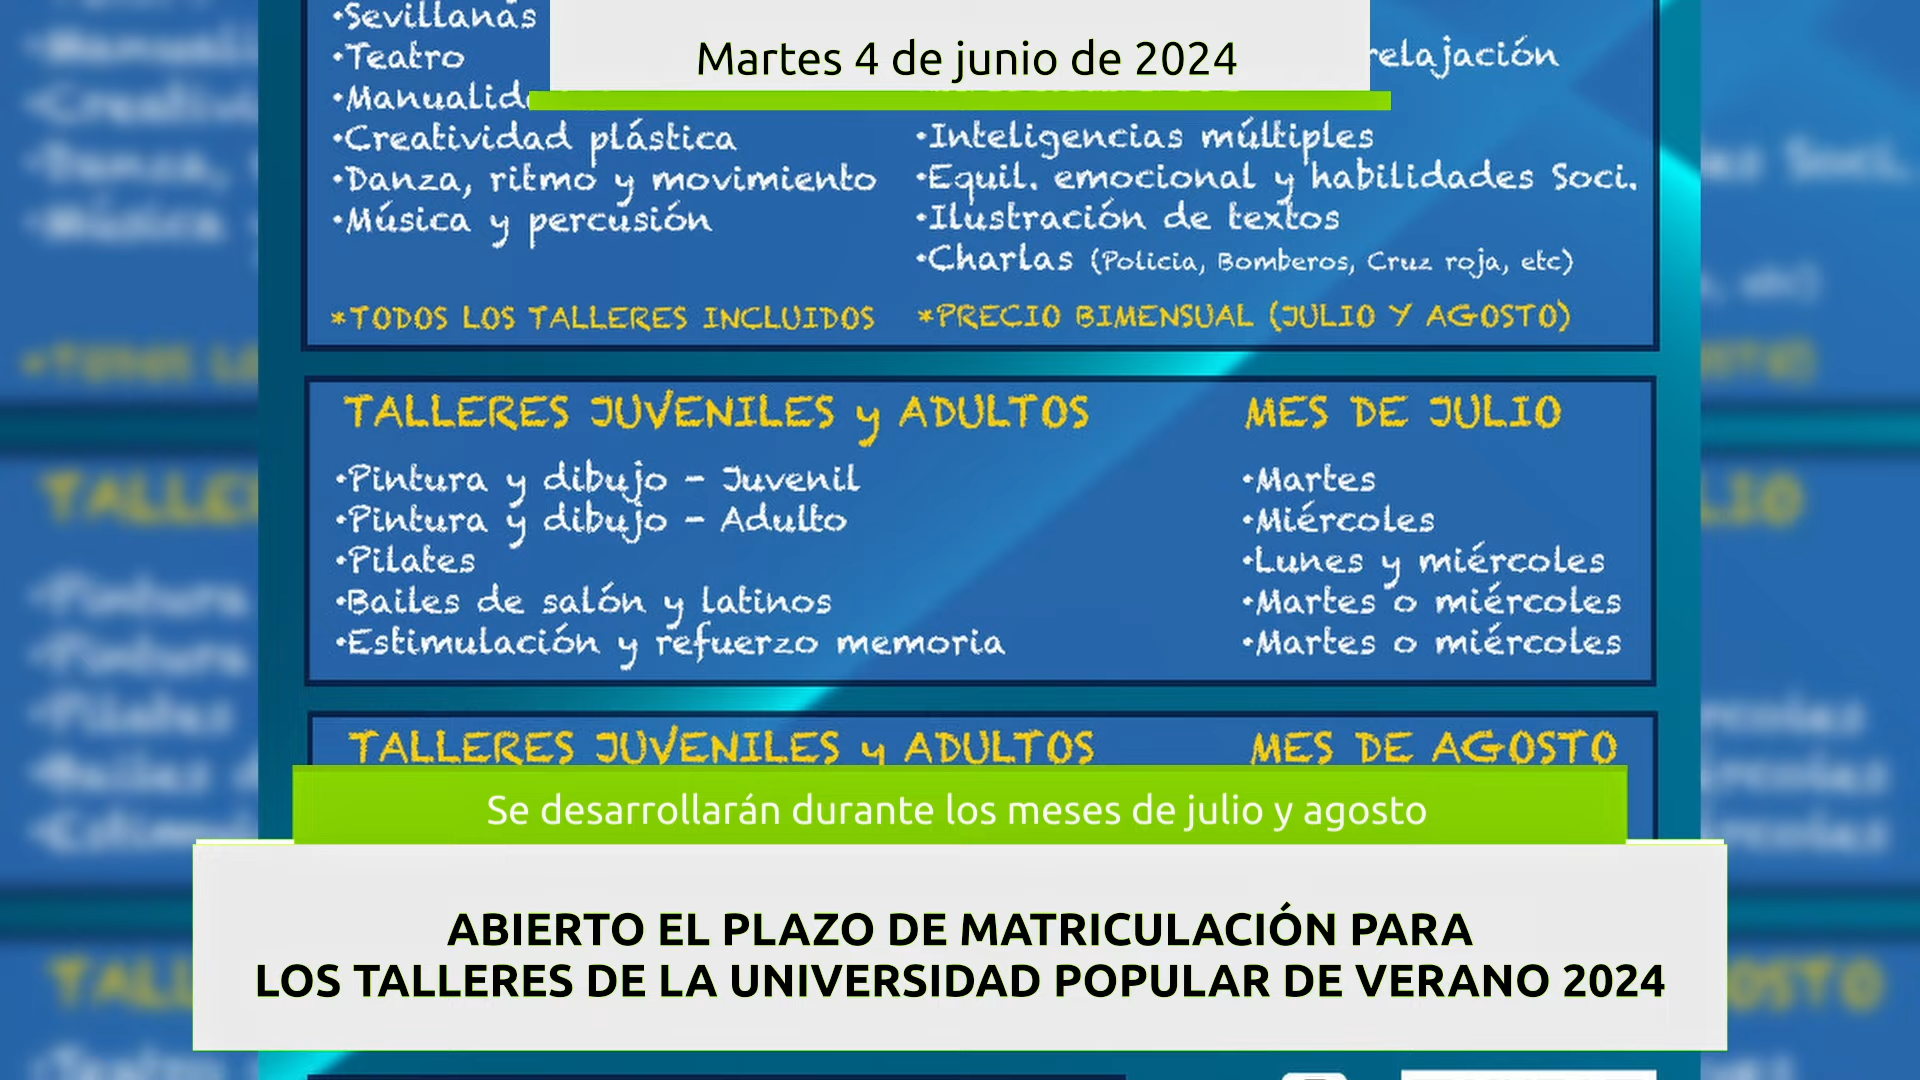 Martes 4 de junio de 2024
•Sevillanas
•Teatro
•Creatividad plástica
•Danza, ritmo y movimiento
•Música y percusión
*TODOS LOS TALLERES INCLUIDOS
relajación
•Inteligencias múltiples
•Equil. emocional y habilidades Soci.
•Ilustración de textos
•Charlas (Policia, Bomberos, Cruz roja, etc)
*PRECIO BIMENSUAL (JULIO Y AGOSTO)
TALLERES JUVENILES y ADULTOS MES DE JULIO
•Pintura y dibujo - Juvenil •Martes
•Pintura y dibujo - Adulto •Miércoles
•Pilates •Lunes y miércoles
•Bailes de salón y latinos •Martes o miércoles
•Estimulación y refuerzo memoria •Martes o miércoles
TALLERES JUVENILES y ADULTOS MES DE AGOSTO
Se desarrollarán durante los meses de julio y agosto
ABIERTO EL PLAZO DE MATRICULACIÓN PARA
LOS TALLERES DE LA UNIVERSIDAD POPULAR DE VERANO 2024